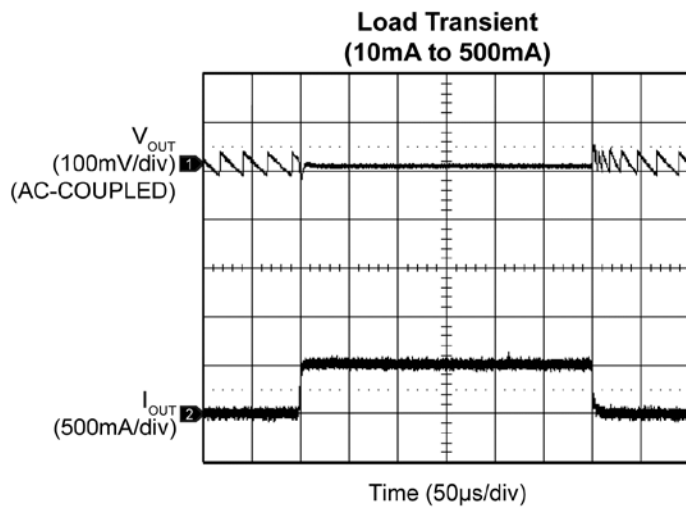 Load Transient
(10mA to 500mA)
VOUT
(100mV/div) 1
(AC-COUPLED)
IOUT
2
(500mA/div)
Time (50µs/div)